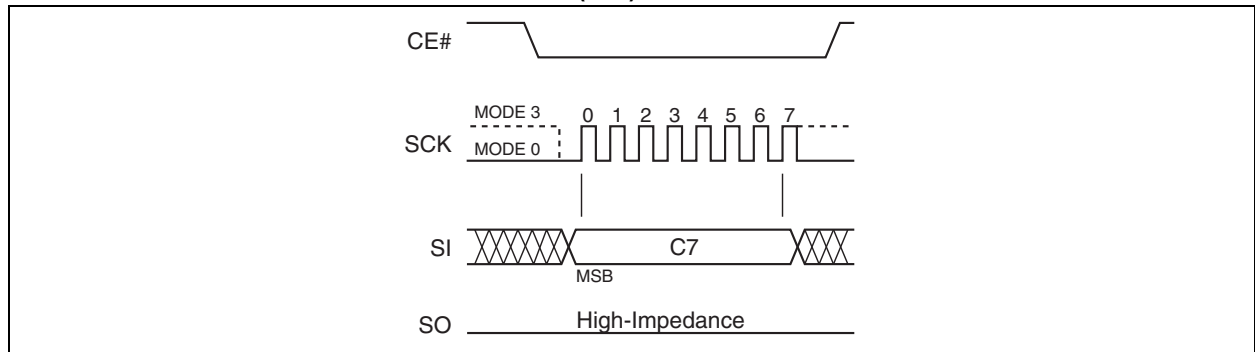 CE#
MODE 3
0 1 2 3 4 5 6 7
SCK
MODE 0
SI
C7
MSB
SO
High-Impedance